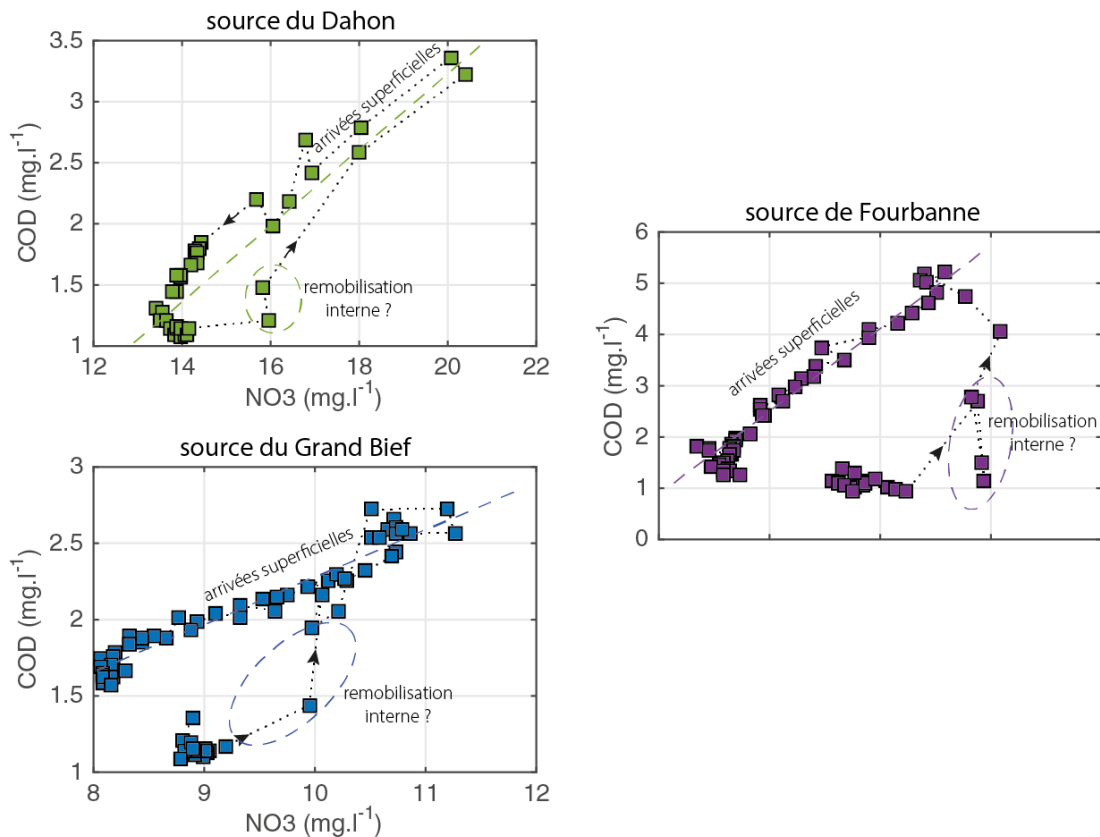 source du Dahon
3.5
3
2.5
2
1.5
1
COD (mg.l-1)
arrivées superficielles
remobilisation
interne ?
12
14
16
18
20
22
NO3 (mg.l-1)
source du Grand Bief
3
2.5
2
1.5
1
COD (mg.l-1)
arrivées superficielles
remobilisation
interne ?
8
9
10
11
12
NO3 (mg.l-1)
source de Fourbanne
6
5
4
3
2
1
0
COD (mg.l-1)
arrivées superficielles
remobilisation
interne ?